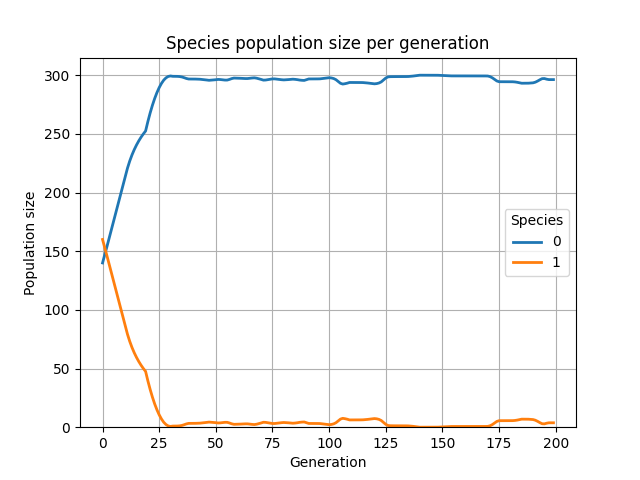 Species population size per generation
300
250
200
150
100
50
0
Population size
Species
0
1
0 25 50 75 100 125 150 175 200
Generation